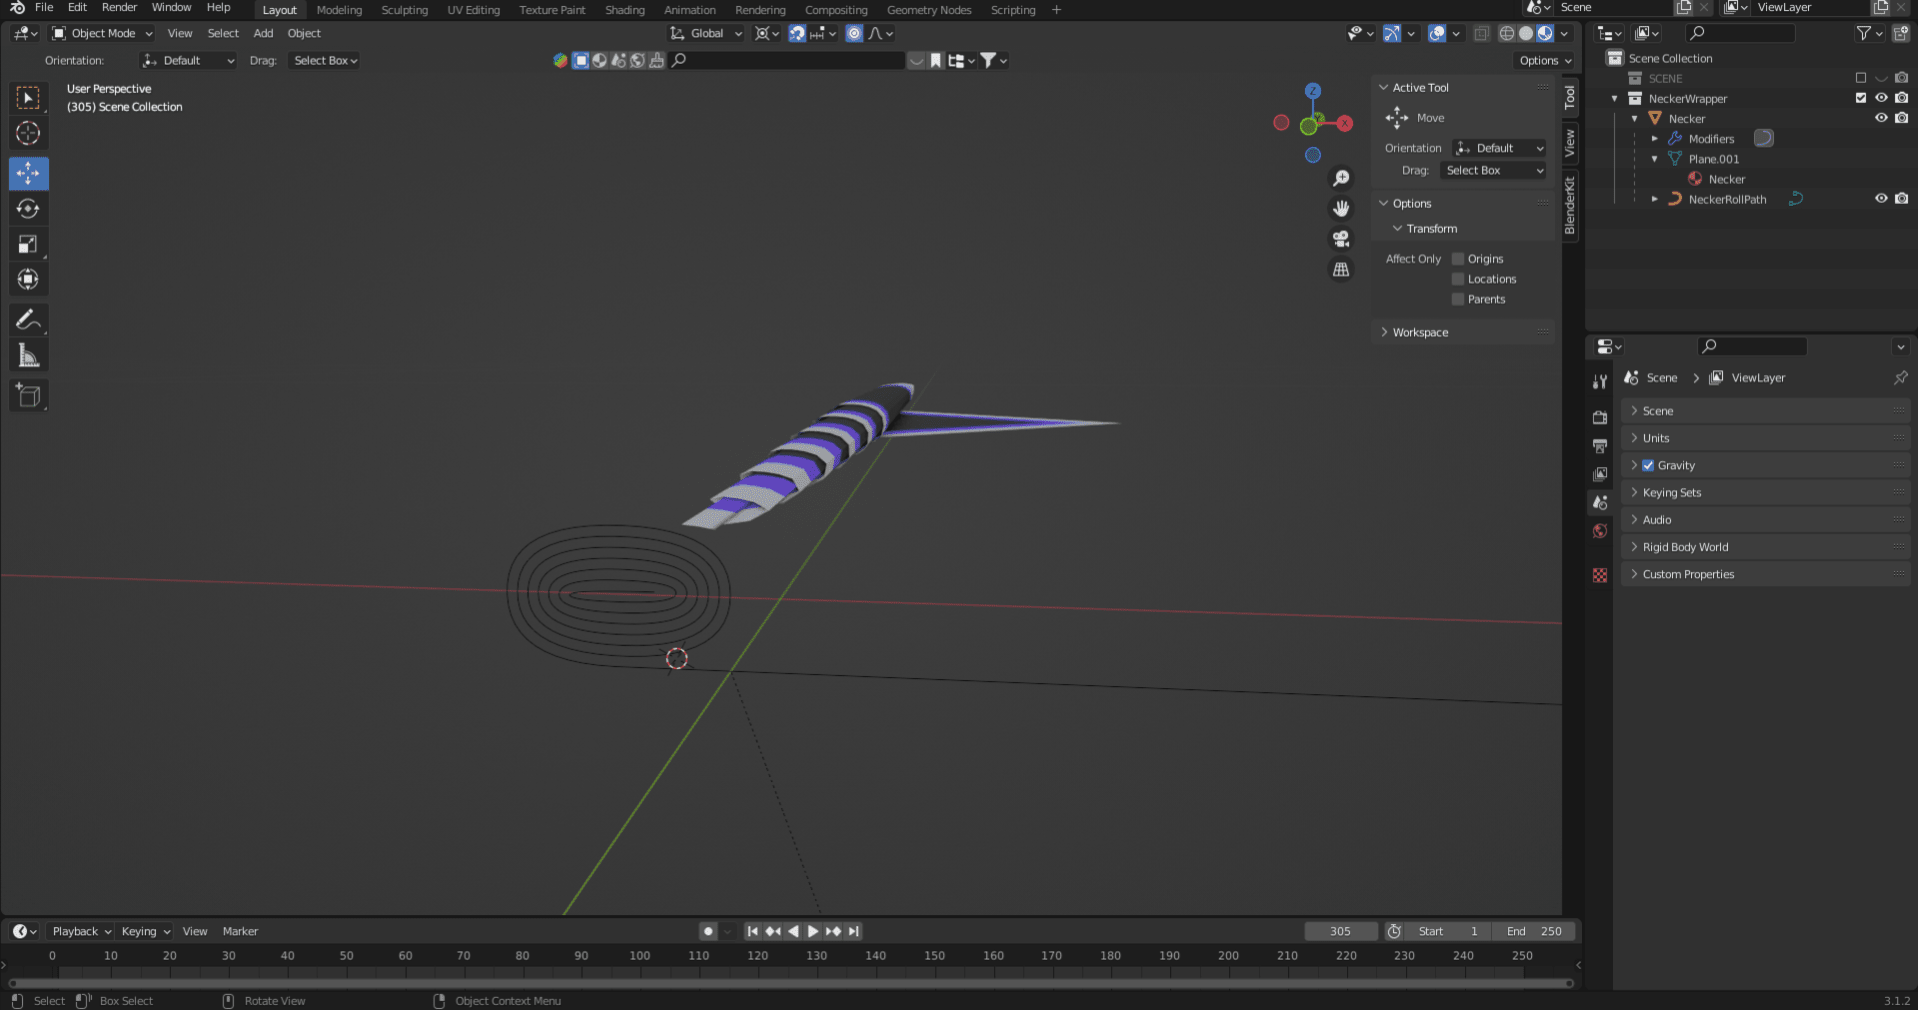 File Edit Render Window Help Layout Modeling Sculpting UV Editing Texture Paint Shading Animation Rendering Compositing Geometry Nodes Scripting + Scene ViewLayer
Object Mode View Select Add Object Global
Orientation: Default Drag: Select Box Options
User Perspective
(305) Scene Collection
Z
X
Active Tool
Move
Orientation Default
Drag: Select Box
Options
Transform
Affect Only Origins
Locations
Parents
Workspace
Tool
View
BlenderKit
Scene Collection
SCENE
NeckerWrapper
Necker
Modifiers
Plane.001
Necker
NeckerRollPath
Scene > ViewLayer
Scene
Units
Gravity
Keying Sets
Audio
Rigid Body World
Custom Properties
Playback Keying View Marker 305 Start 1 End 250
0 10 20 30 40 50 60 70 80 90 100 110 120 130 140 150 160 170 180 190 200 210 220 230 240 250
Select Box Select Rotate View Object Context Menu 3.1.2